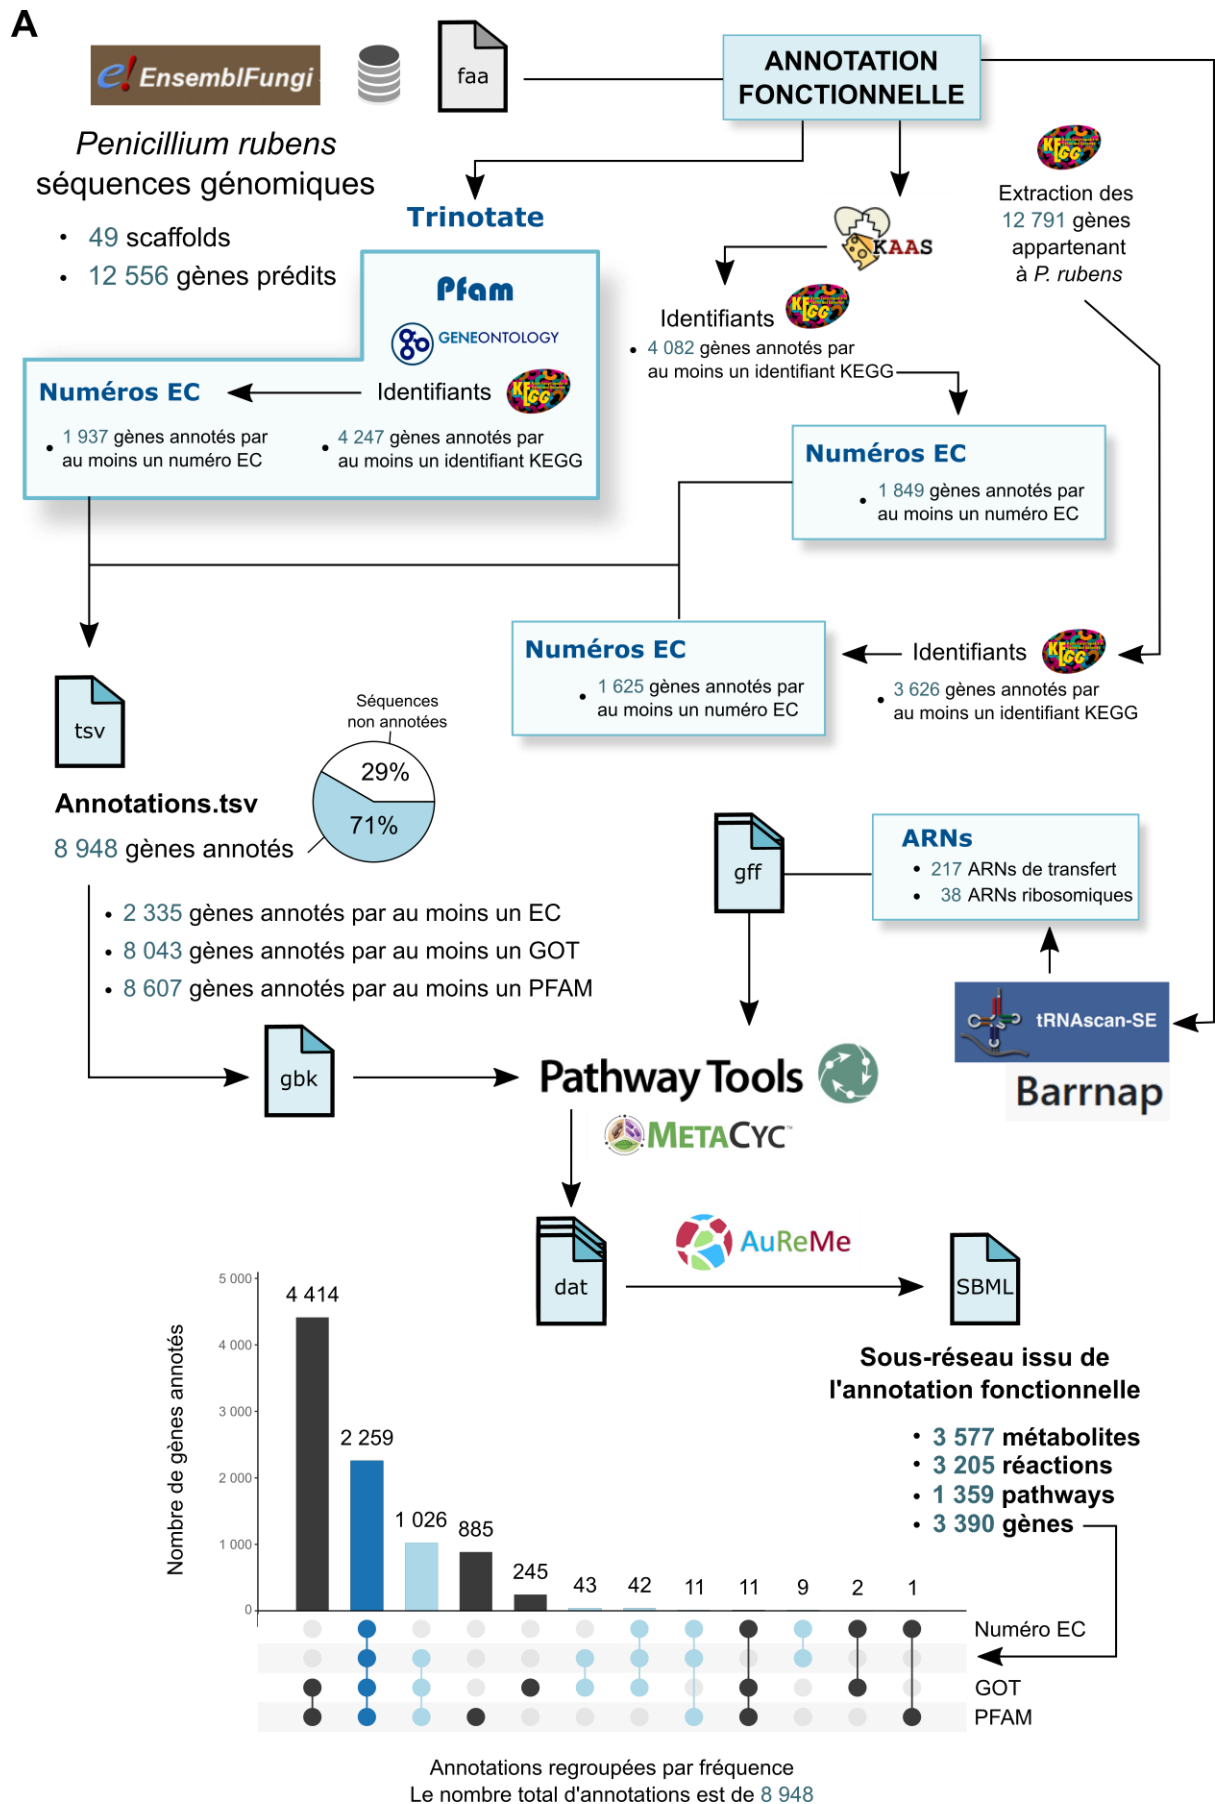 A
e! EnsemblFungi
faa
ANNOTATION
FONCTIONNELLE
Penicillium rubens
séquences génomiques
• 49 scaffolds
• 12 556 gènes prédits
Trinotate
Pfam
GENEONTOLOGY
Identifiants KEGG
Numéros EC
• 1 937 gènes annotés par
au moins un numéro EC
• 4 247 gènes annotés par
au moins un identifiant KEGG
KAAS
Identifiants KEGG
• 4 082 gènes annotés par
au moins un identifiant KEGG
KEGG
Extraction des
12 791 gènes
appartenant
à P. rubens
Numéros EC
• 1 849 gènes annotés par
au moins un numéro EC
Numéros EC
• 1 625 gènes annotés par
au moins un numéro EC
Identifiants KEGG
• 3 626 gènes annotés par
au moins un identifiant KEGG
tsv
Annotations.tsv
8 948 gènes annotés
Séquences
non annotées
29%
71%
• 2 335 gènes annotés par au moins un EC
• 8 043 gènes annotés par au moins un GOT
• 8 607 gènes annotés par au moins un PFAM
gff
ARNs
• 217 ARNs de transfert
• 38 ARNs ribosomiques
tRNAscan-SE
Barrnap
gbk
Pathway Tools
METACYC™
dat
AuReMe
SBML
Sous-réseau issu de
l'annotation fonctionnelle
• 3 577 métabolites
• 3 205 réactions
• 1 359 pathways
• 3 390 gènes
Nombre de gènes annotés
5 000
4 000
3 000
2 000
1 000
0
4 414
2 259
1 026
885
245
43
42
11
11
9
2
1
Numéro EC
GOT
PFAM
Annotations regroupées par fréquence
Le nombre total d'annotations est de 8 948